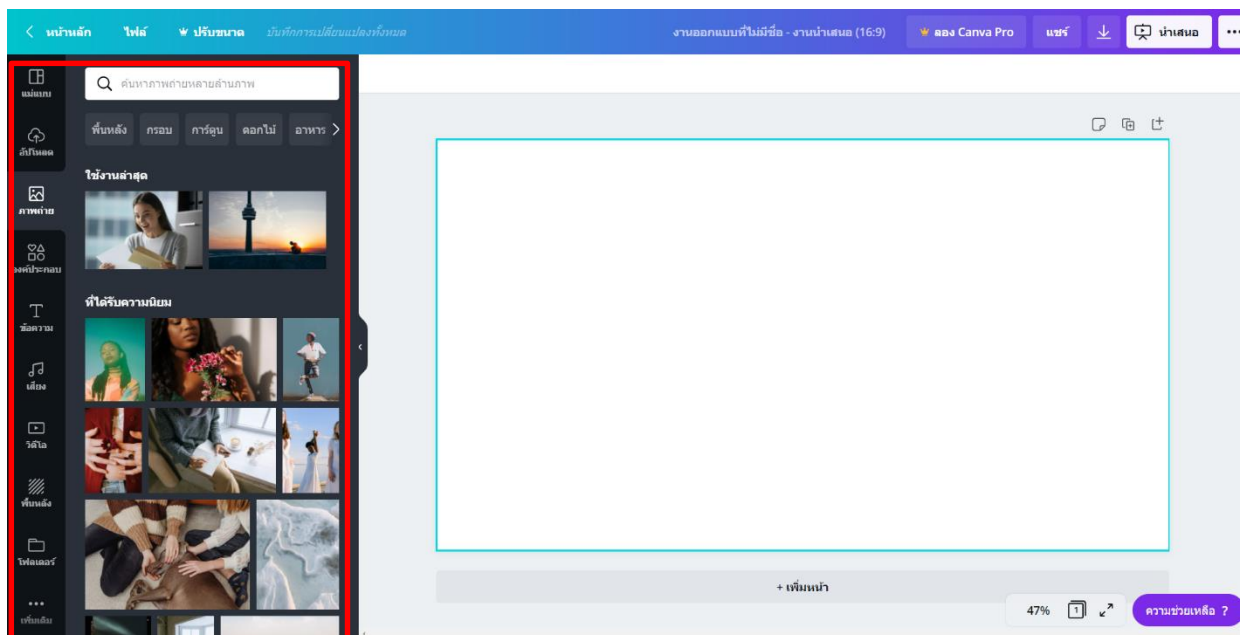 หน้าหลัก ไฟล์ ปรับขนาด บันทึกการเปลี่ยนแปลงทั้งหมด งานออกแบบที่ไม่มีชื่อ - งานนำเสนอ (16:9) ลอง Canva Pro แชร์ นำเสนอ
แม่แบบ
อัปโหลด
ภาพถ่าย
องค์ประกอบ
ข้อความ
เสียง
วิดีโอ
พื้นหลัง
โฟลเดอร์
เพิ่มเติม
ค้นหาภาพถ่ายหลายล้านภาพ
พื้นหลัง กรอบ การ์ตูน ดอกไม้ อาหาร
ใช้งานล่าสุด
ที่ได้รับความนิยม
+ เพิ่มหน้า
47% 1 ความช่วยเหลือ ?